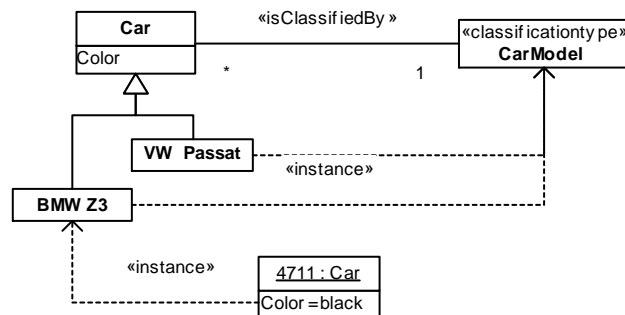 Car
«isClassifiedBy»
«classificationtype»
CarModel
Color
*
1
VW Passat
«instance»
BMW Z3
«instance»
4711 : Car
Color=black